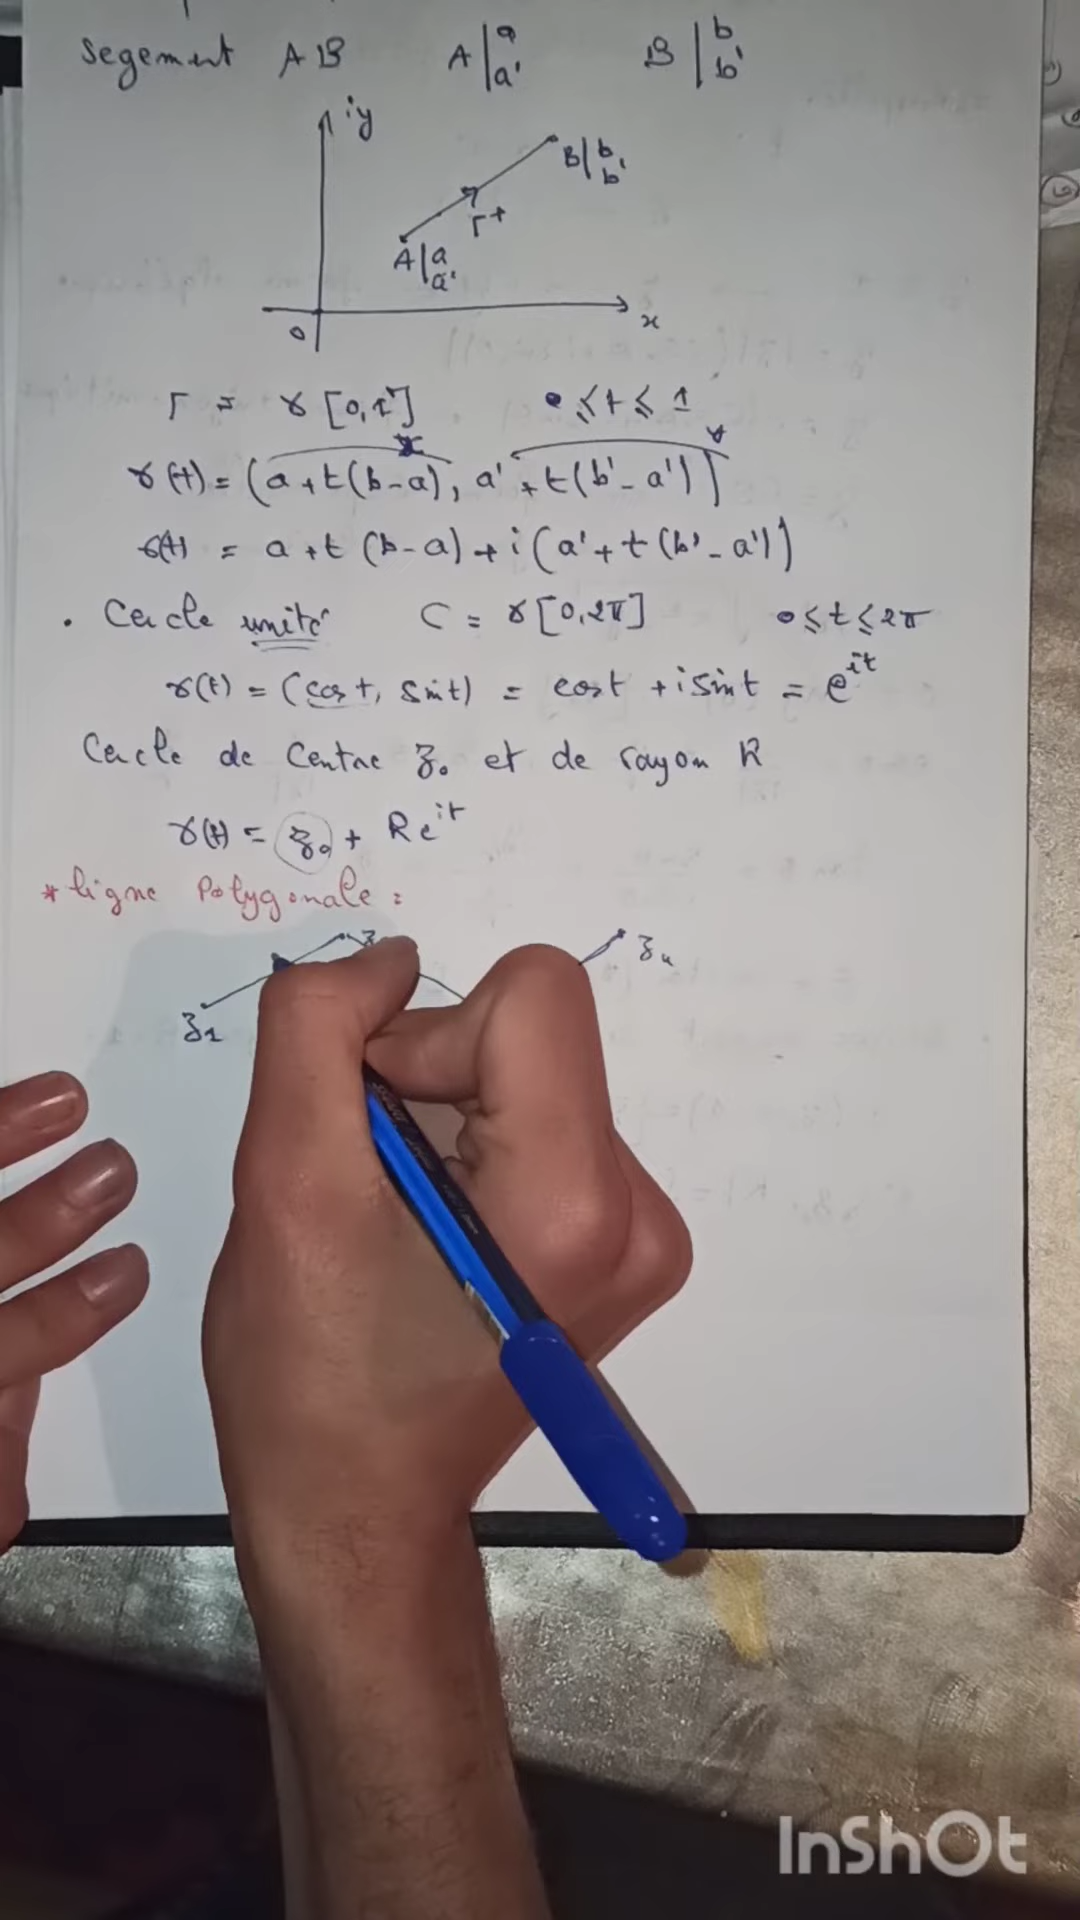 Segement AB A | a a' B | b b'
iy
B | b b'
Γ+
A | a a'
0 x
Γ = γ [0,1] 0 ≤ t ≤ 1
x y
γ(t) = (a + t(b-a), a' + t(b'-a'))
γ(t) = a + t (b-a) + i (a' + t (b'-a'))
. Cercle unité C = γ [0,2π] 0 ≤ t ≤ 2π
γ(t) = (cos t, sin t) = cos t + i sin t = e^{it}
Cercle de Centre z₀ et de rayon R
γ(t) = z₀ + Re^{it}
* ligne Polygonale :
z₁
InShOt